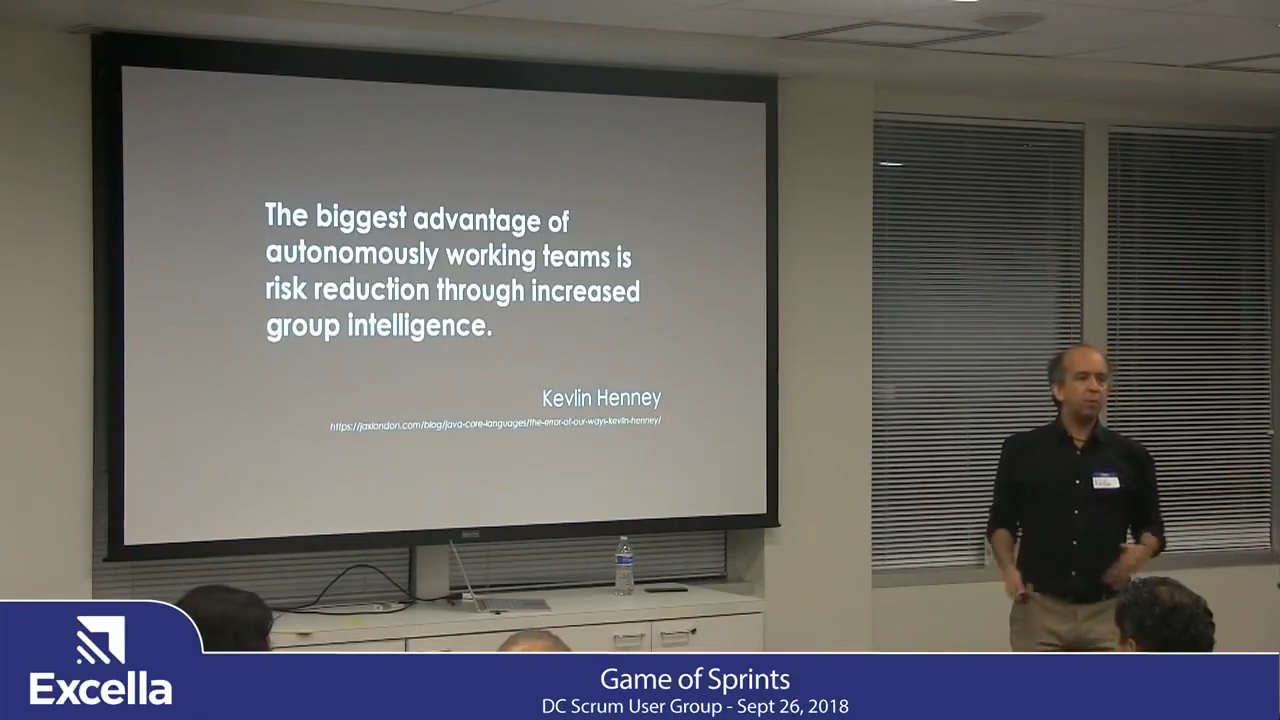 The biggest advantage of
autonomously working teams is
risk reduction through increased
group intelligence.
Kevlin Henney
https://jaxlondon.com/blog/java-core-languages/the-error-of-our-ways-kevlin-henney/
Excella
Game of Sprints
DC Scrum User Group - Sept 26, 2018